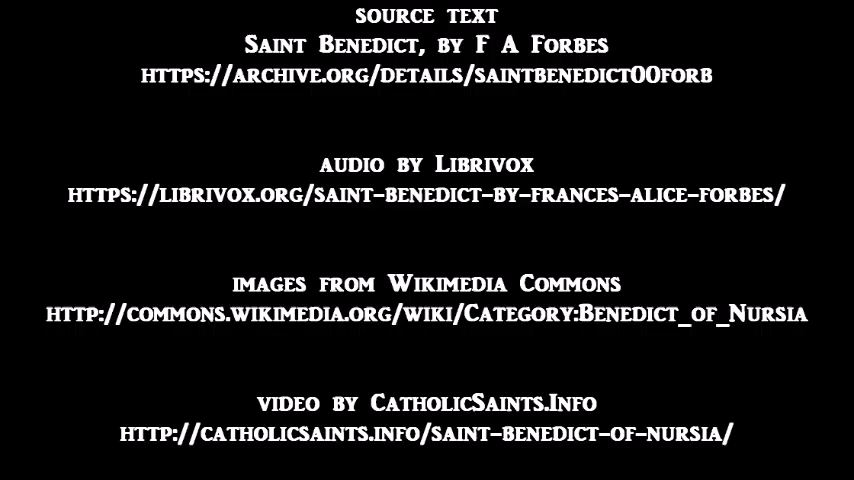 source text
Saint Benedict, by F A Forbes
https://archive.org/details/saintbenedict00forb
audio by Librivox
https://librivox.org/saint-benedict-by-frances-alice-forbes/
images from Wikimedia Commons
http://commons.wikimedia.org/wiki/Category:Benedict_of_Nursia
video by CatholicSaints.Info
http://catholicsaints.info/saint-benedict-of-nursia/